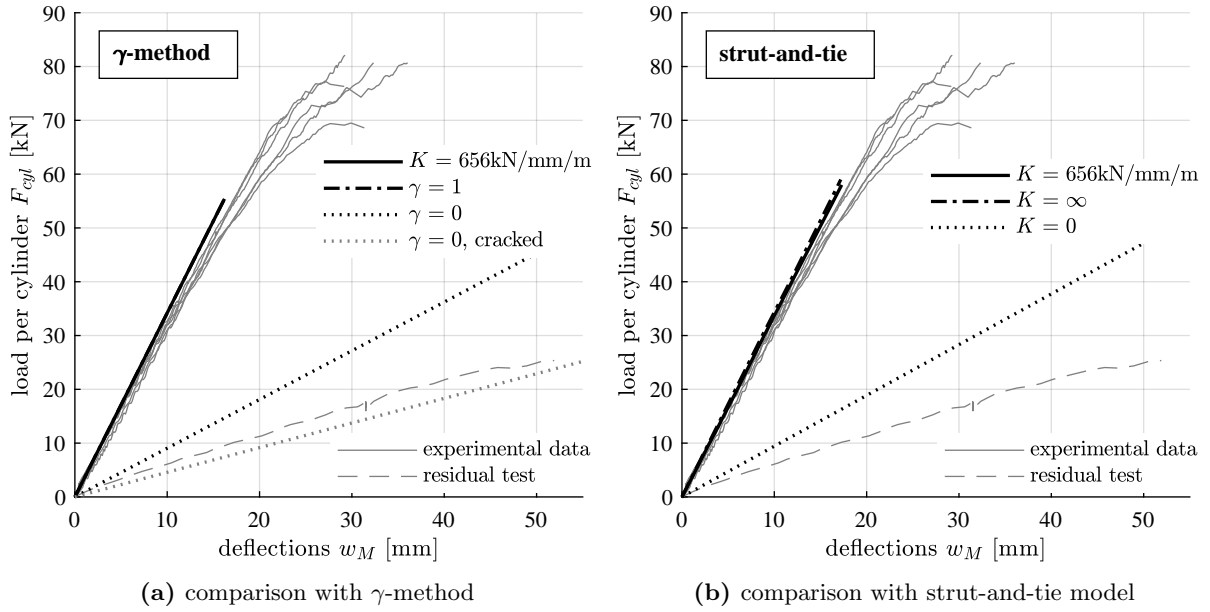 γ-method
K = 656kN/mm/m
γ = 1
γ = 0
γ = 0, cracked
experimental data
residual test
load per cylinder F_cyl [kN]
90
80
70
60
50
40
30
20
10
0
0 10 20 30 40 50
deflections w_M [mm]
(a) comparison with γ-method
strut-and-tie
K = 656kN/mm/m
K = ∞
K = 0
experimental data
residual test
load per cylinder F_cyl [kN]
90
80
70
60
50
40
30
20
10
0
0 10 20 30 40 50
deflections w_M [mm]
(b) comparison with strut-and-tie model